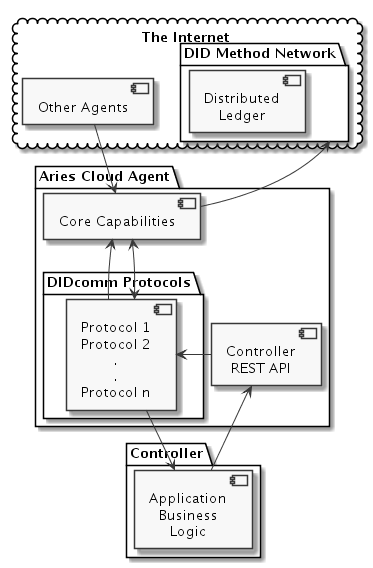 The Internet
DID Method Network
Other Agents
Distributed
Ledger
Aries Cloud Agent
Core Capabilities
DIDcomm Protocols
Protocol 1
Protocol 2
.
.
Protocol n
Controller
REST API
Controller
Application
Business
Logic